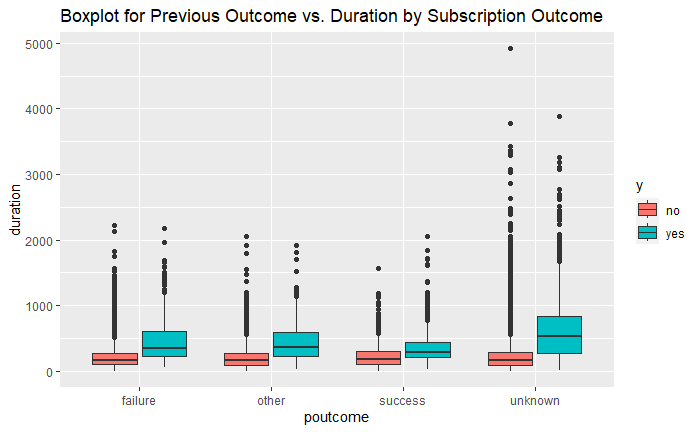 Boxplot for Previous Outcome vs. Duration by Subscription Outcome
5000
4000
3000
2000
1000
0
duration
failure
other
success
unknown
poutcome
y
no
yes